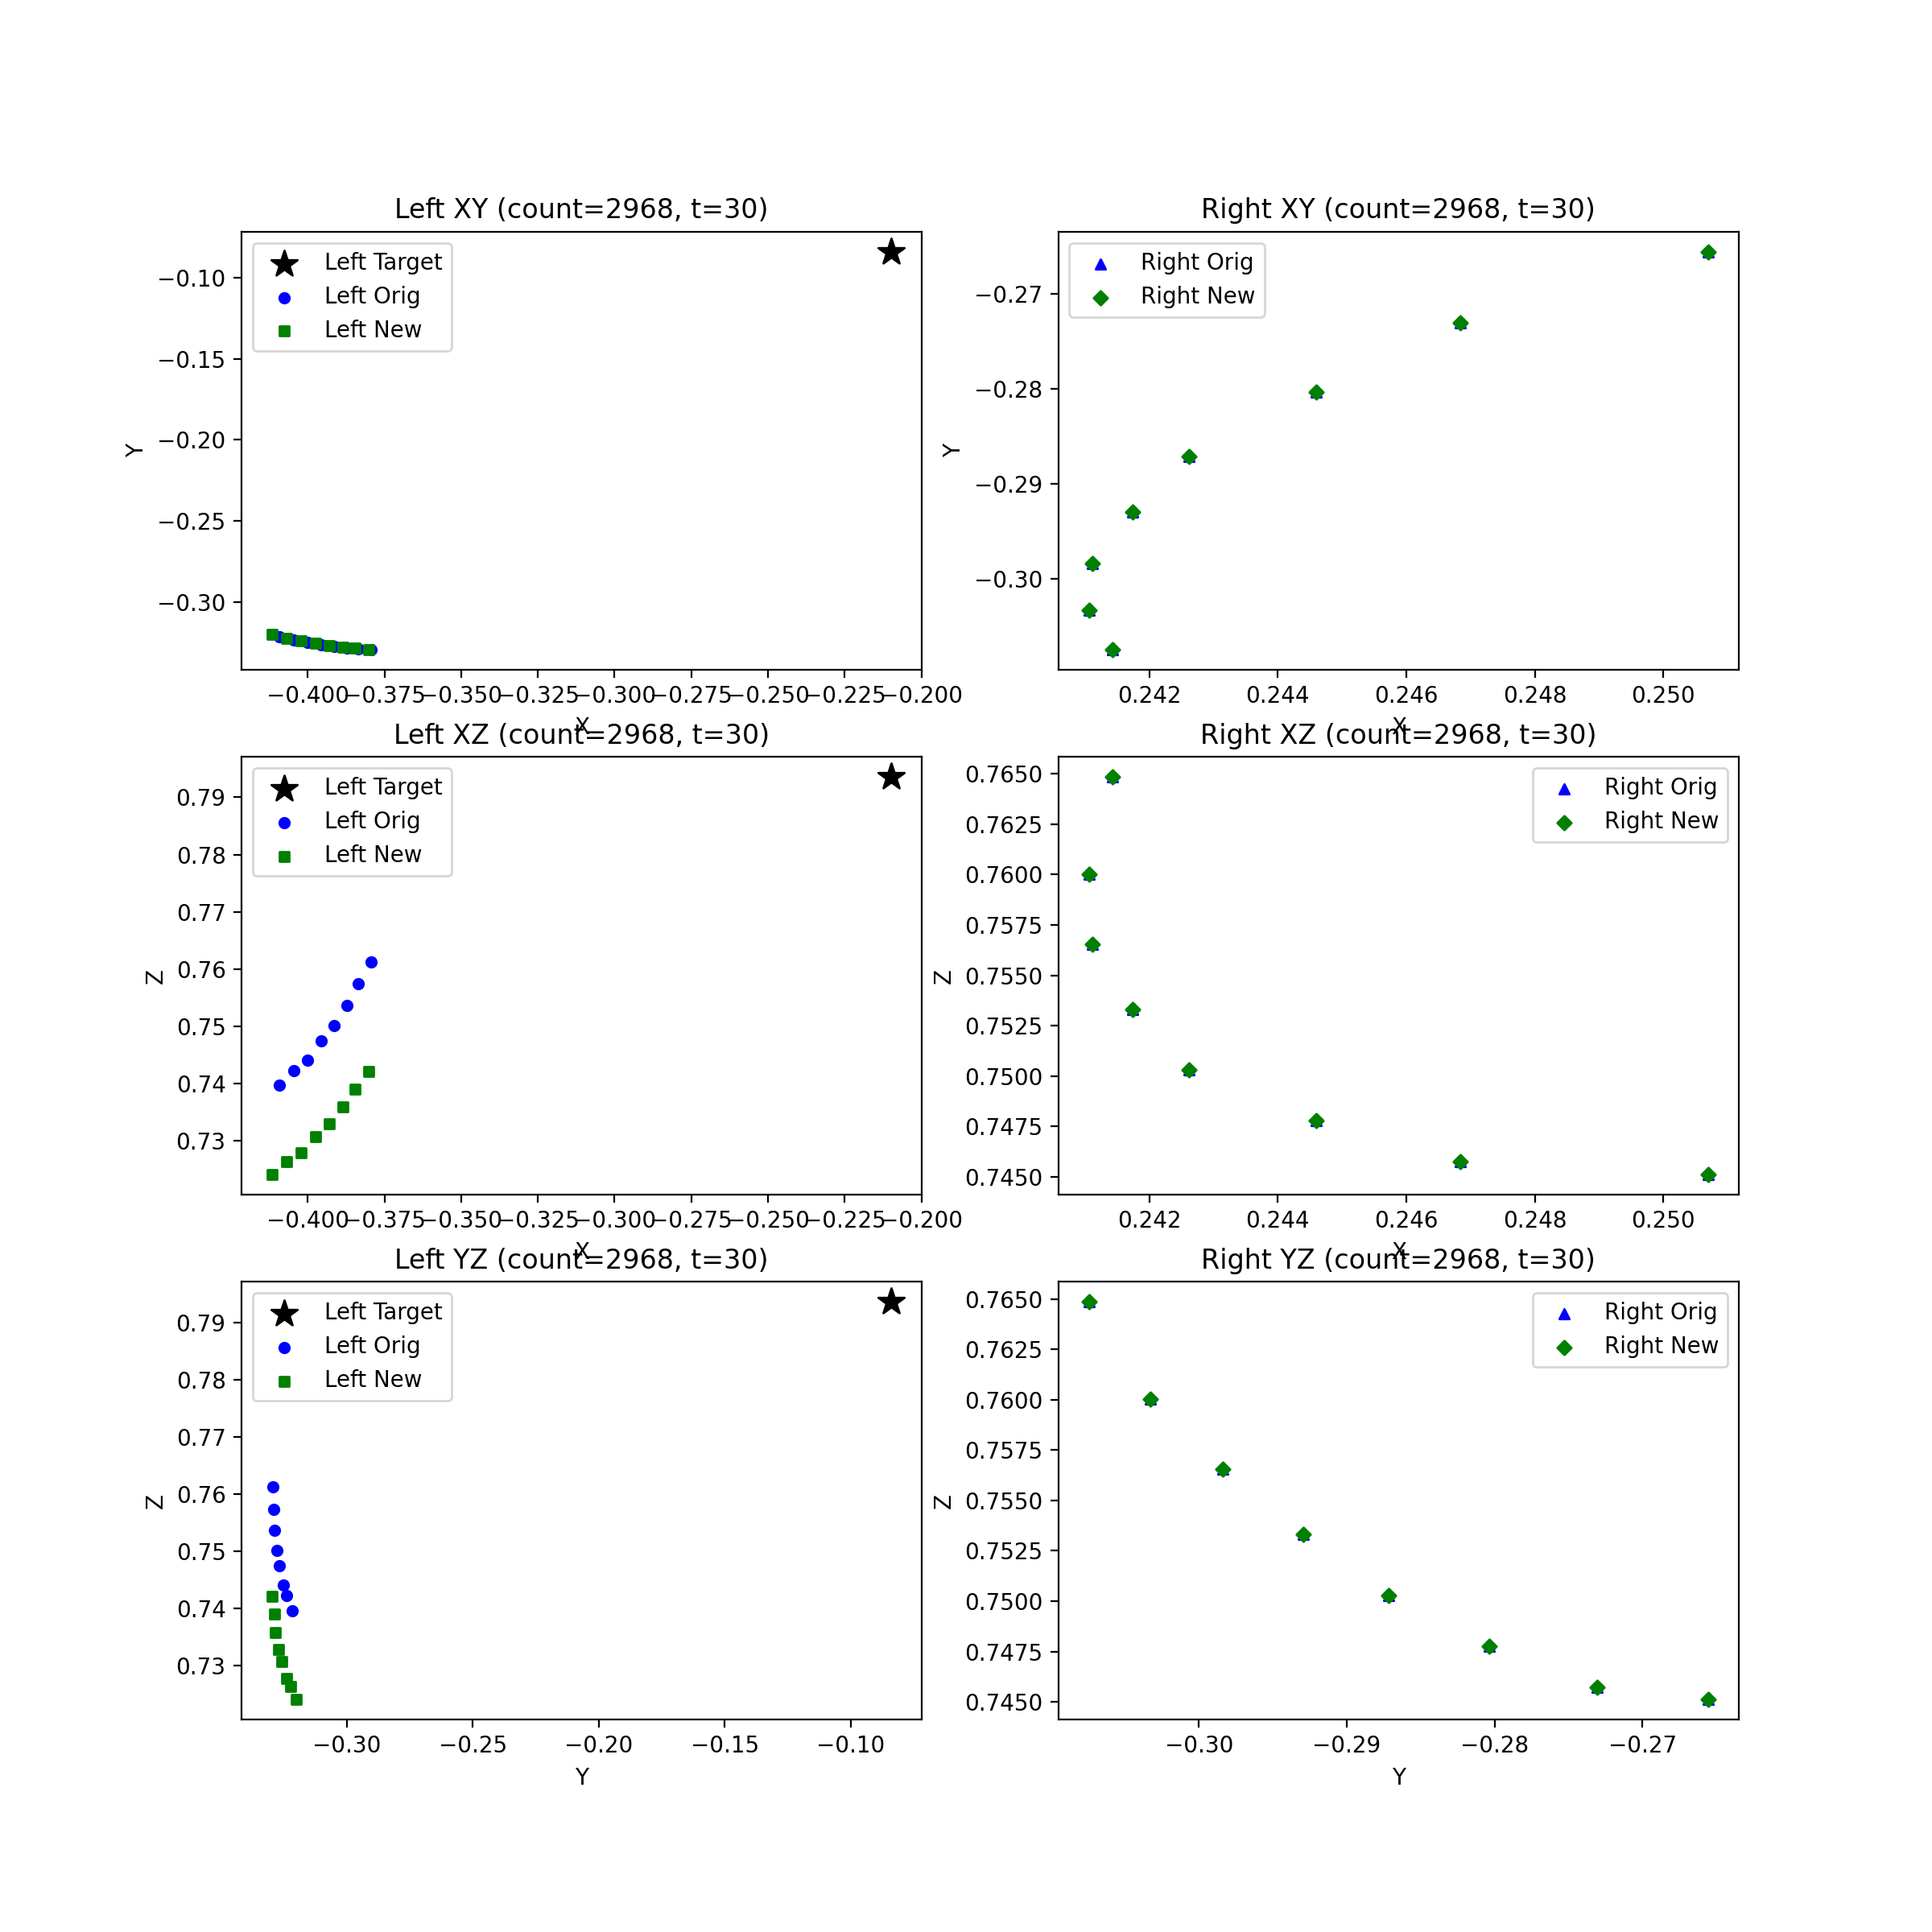 Left XY (count=2968, t=30)
Left Target
Left Orig
Left New
−0.10
−0.15
−0.20
−0.25
−0.30
Y
−0.400 −0.375 −0.350 −0.325 −0.300 −0.275 −0.250 −0.225 −0.200
X
Right XY (count=2968, t=30)
Right Orig
Right New
−0.27
−0.28
−0.29
−0.30
Y
0.242 0.244 0.246 0.248 0.250
X
Left XZ (count=2968, t=30)
Left Target
Left Orig
Left New
0.79
0.78
0.77
0.76
0.75
0.74
0.73
Z
−0.400 −0.375 −0.350 −0.325 −0.300 −0.275 −0.250 −0.225 −0.200
X
Right XZ (count=2968, t=30)
Right Orig
Right New
0.7650
0.7625
0.7600
0.7575
0.7550
0.7525
0.7500
0.7475
0.7450
Z
0.242 0.244 0.246 0.248 0.250
X
Left YZ (count=2968, t=30)
Left Target
Left Orig
Left New
0.79
0.78
0.77
0.76
0.75
0.74
0.73
Z
−0.30 −0.25 −0.20 −0.15 −0.10
Y
Right YZ (count=2968, t=30)
Right Orig
Right New
0.7650
0.7625
0.7600
0.7575
0.7550
0.7525
0.7500
0.7475
0.7450
Z
−0.30 −0.29 −0.28 −0.27
Y